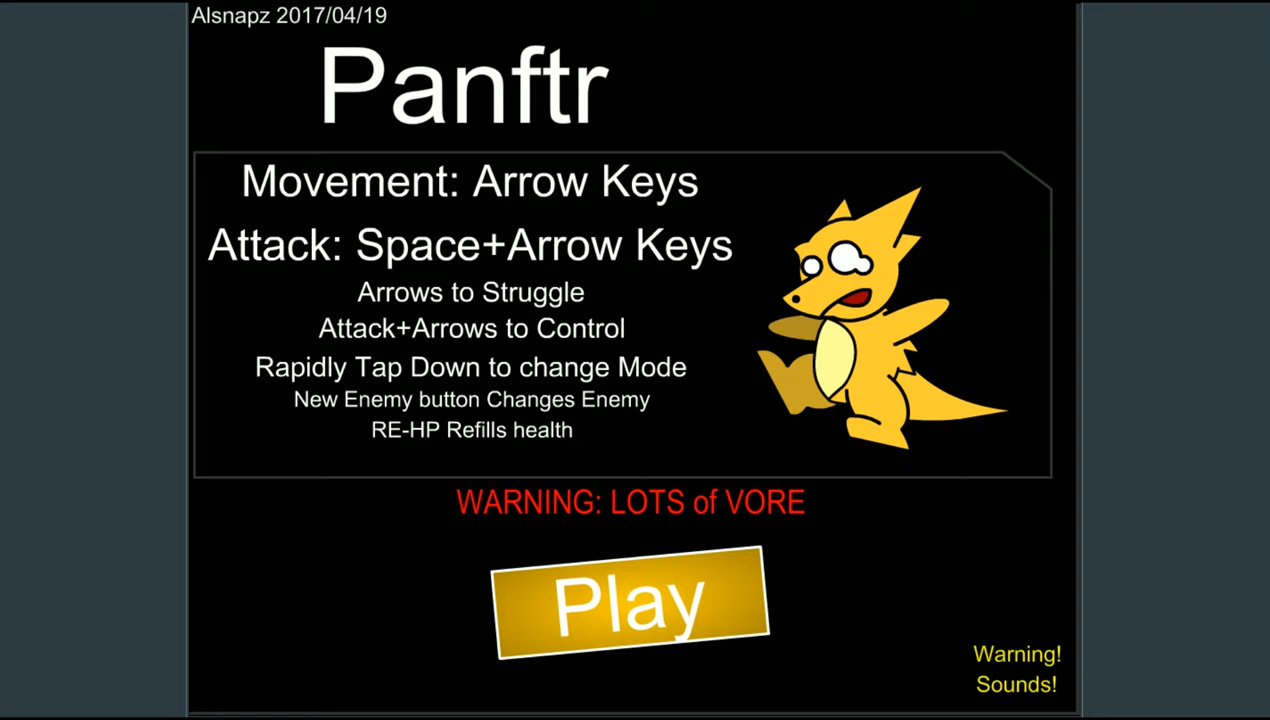 Alsnapz 2017/04/19
Panftr
Movement: Arrow Keys
Attack: Space+Arrow Keys
Arrows to Struggle
Attack+Arrows to Control
Rapidly Tap Down to change Mode
New Enemy button Changes Enemy
RE-HP Refills health
WARNING: LOTS of VORE
Play
Warning!
Sounds!